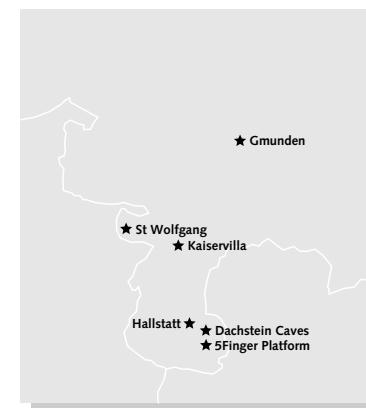 Gmunden
St Wolfgang
Kaiservilla
Hallstatt
Dachstein Caves
5Finger Platform